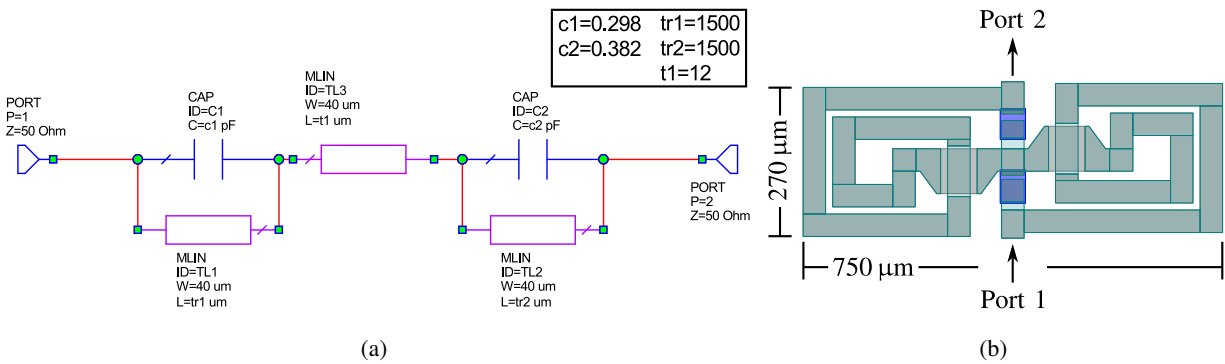 c1=0.298 tr1=1500
c2=0.382 tr2=1500
t1=12
PORT
P=1
Z=50 Ohm
CAP
ID=C1
C=c1 pF
MLIN
ID=TL3
W=40 um
L=t1 um
CAP
ID=C2
C=c2 pF
PORT
P=2
Z=50 Ohm
MLIN
ID=TL1
W=40 um
L=tr1 um
MLIN
ID=TL2
W=40 um
L=tr2 um
(a)
Port 2
270 μm
750 μm
Port 1
(b)